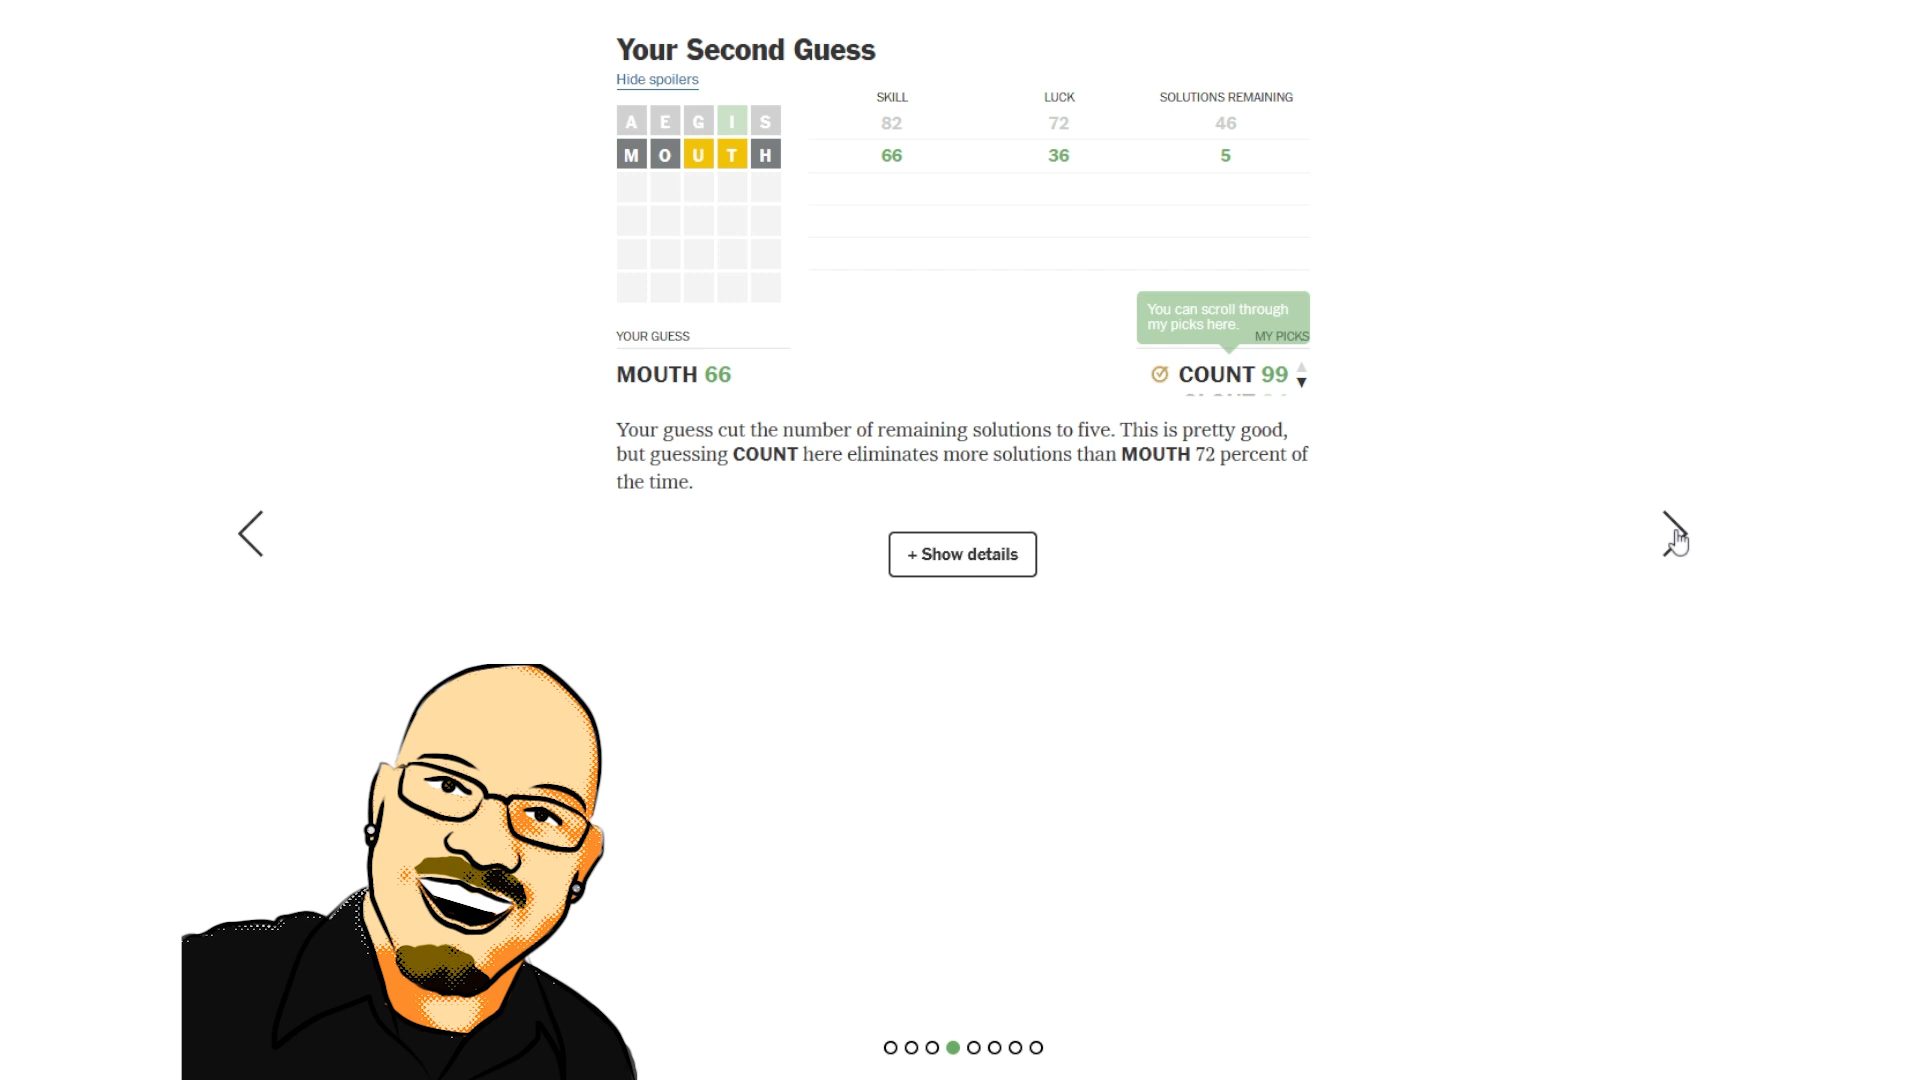 Your Second Guess
Hide spoilers
SKILL LUCK SOLUTIONS REMAINING
A E G I S 82 72 46
M O U T H 66 36 5
You can scroll through
my picks here.
YOUR GUESS MY PICKS
MOUTH 66 COUNT 99
Your guess cut the number of remaining solutions to five. This is pretty good,
but guessing COUNT here eliminates more solutions than MOUTH 72 percent of
the time.
+ Show details